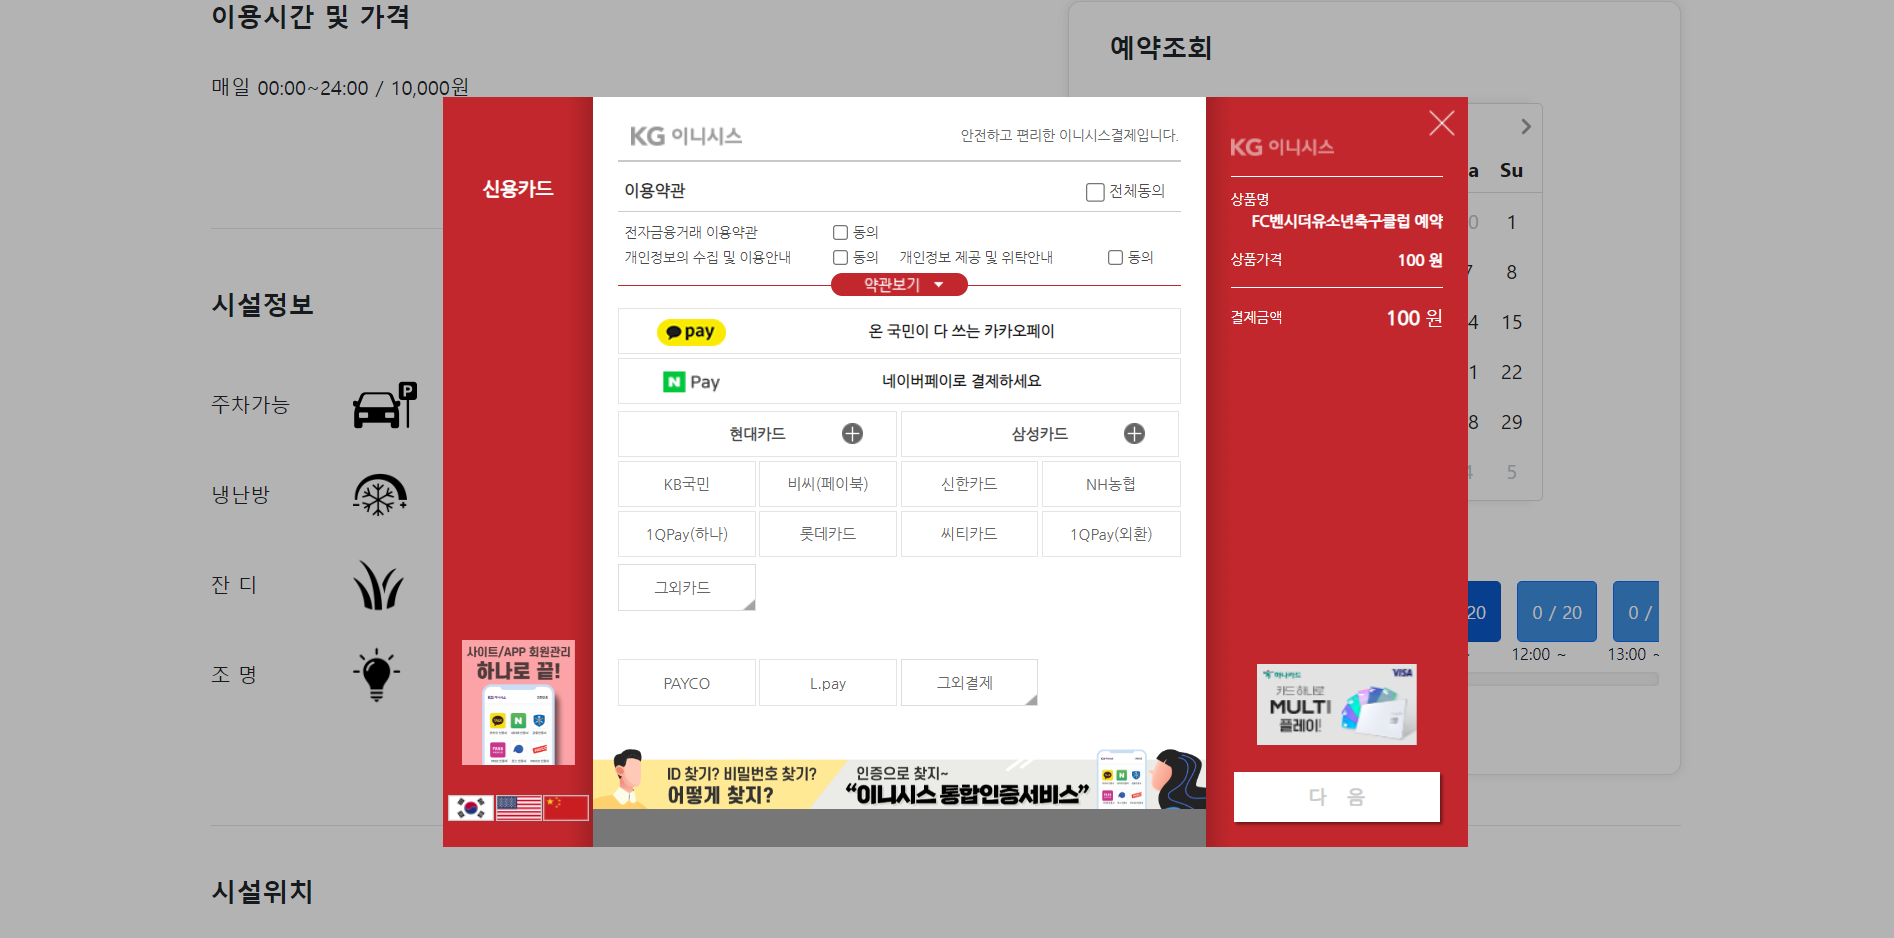 이용시간 및 가격
매일 00:00~24:00 / 10,000원
시설정보
주차가능
P
냉난방
잔 디
조 명
시설위치
신용카드
사이트/APP 회원관리
하나로 끝!
KG 이니시스
안전하고 편리한 이니시스결제입니다.
이용약관
전체동의
전자금융거래 이용약관 동의
개인정보의 수집 및 이용안내 동의 개인정보 제공 및 위탁안내 동의
약관보기
pay 온 국민이 다 쓰는 카카오페이
N Pay 네이버페이로 결제하세요
현대카드 삼성카드
KB국민 비씨(페이북) 신한카드 NH농협
1QPay(하나) 롯데카드 씨티카드 1QPay(외환)
그외카드
PAYCO L.pay 그외결제
ID 찾기? 비밀번호 찾기?
어떻게 찾지?
인증으로 찾지~
“이니시스 통합인증서비스”
KG 이니시스
상품명
FC벤시더유소년축구클럽 예약
상품가격 100 원
결제금액 100 원
하나카드 VISA
카드 하나로
MULTI
플레이!
다 음
예약조회
a Su
0 1
7 8
4 15
1 22
8 29
4 5
20 0 / 20 0 /
~ 12:00 ~ 13:00 ~